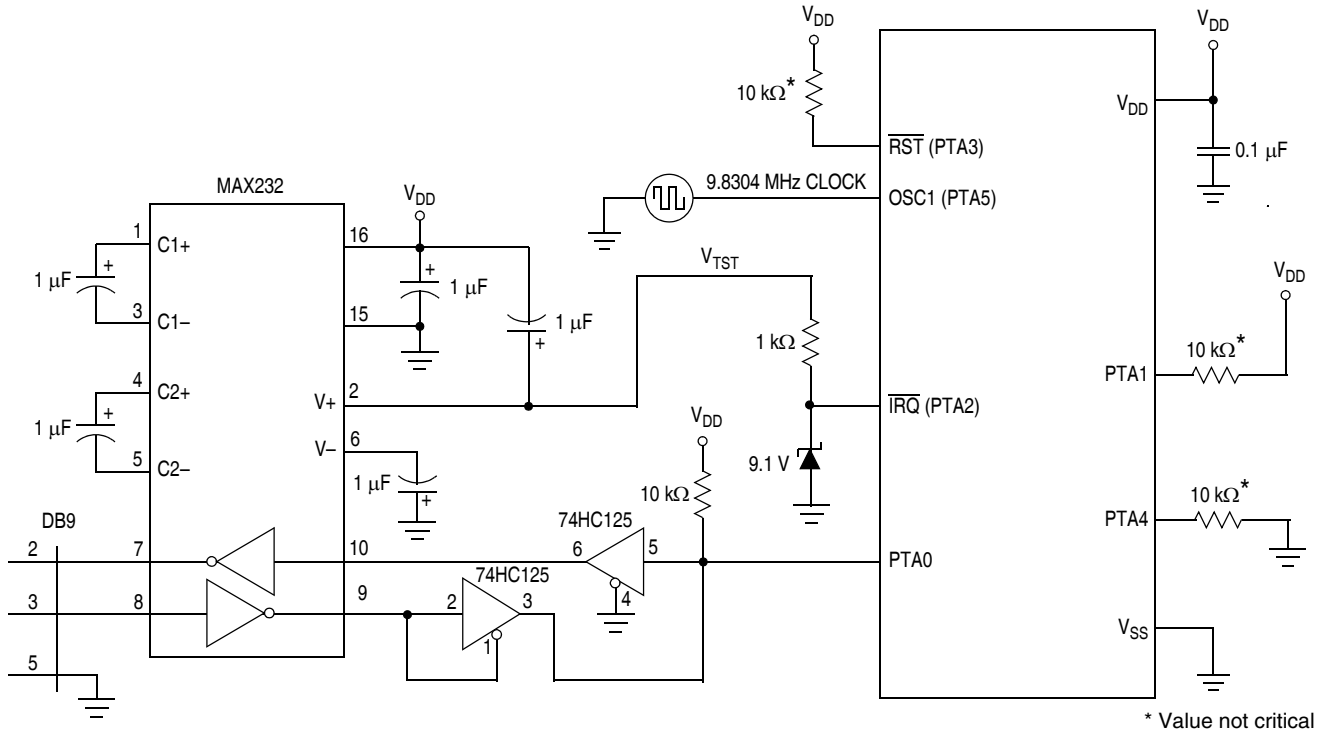 VDD
10 kΩ*
RST (PTA3)
9.8304 MHz CLOCK
OSC1 (PTA5)
VDD
VDD
0.1 μF
MAX232
VDD
1
C1+
16
1 μF
+
+
1 μF
3
C1–
15
1 μF
+
VTST
1 kΩ
VDD
10 kΩ*
PTA1
4
C2+
V+
2
IRQ (PTA2)
1 μF
+
5
C2–
V–
6
1 μF
+
VDD
10 kΩ
9.1 V
10 kΩ*
PTA4
DB9
74HC125
2
7
10
6
5
4
PTA0
74HC125
3
8
9
2
3
1
VSS
5
* Value not critical